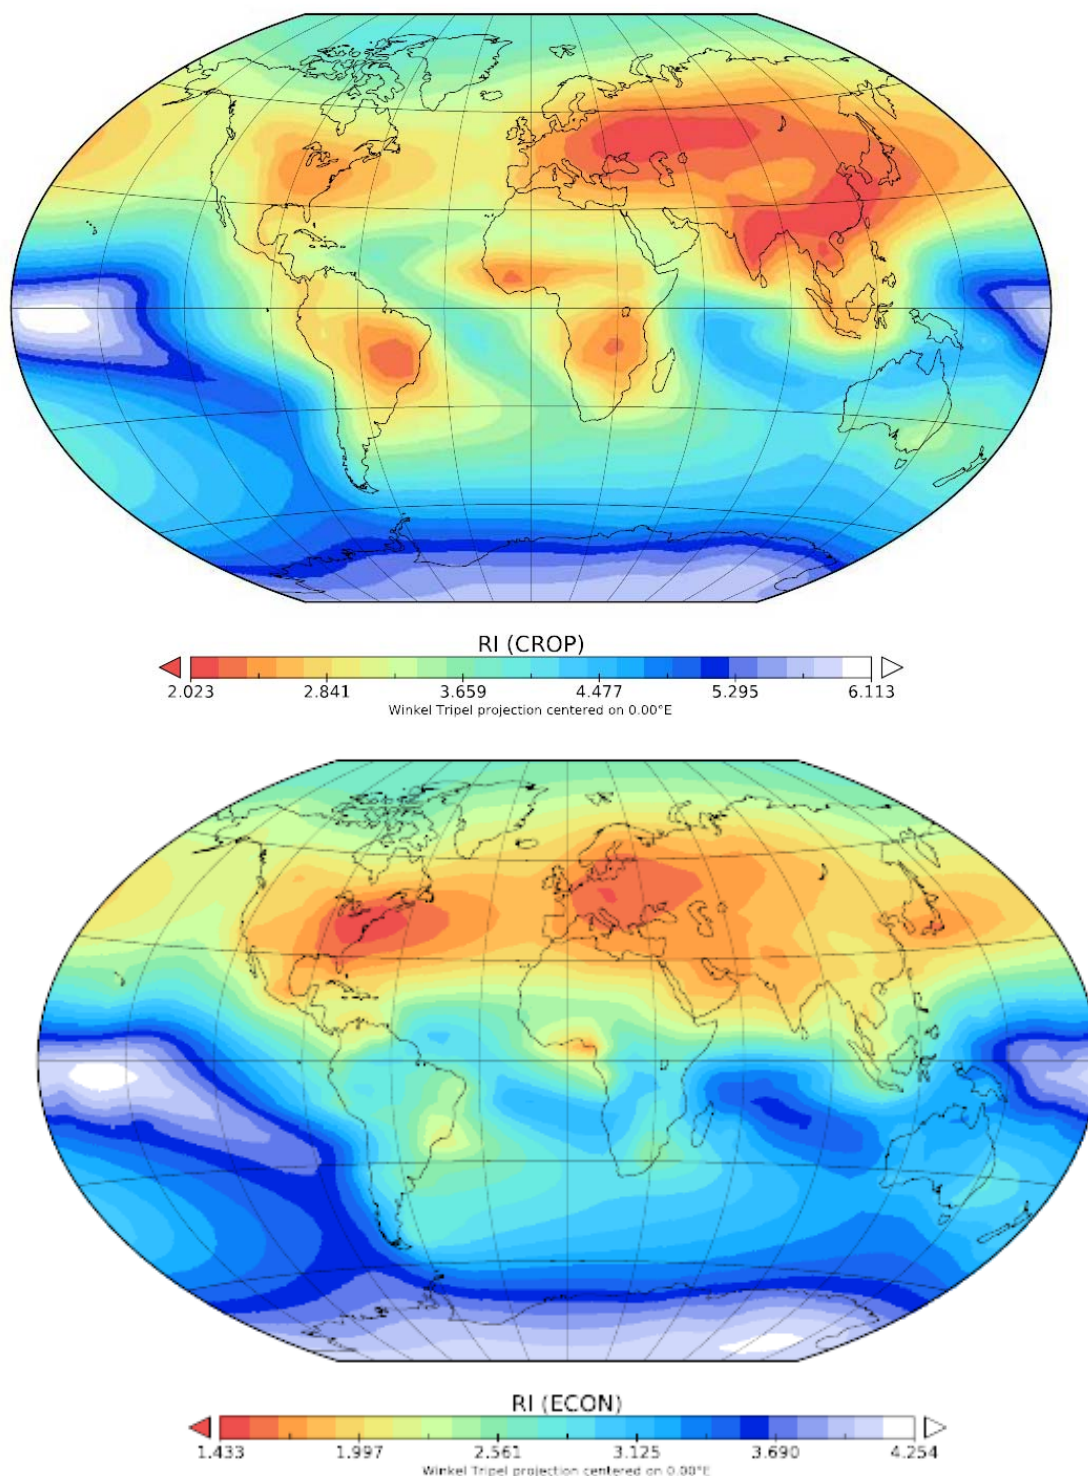 RI (CROP)
2.023 2.841 3.659 4.477 5.295 6.113
Winkel Tripel projection centered on 0.00°E
RI (ECON)
1.433 1.997 2.561 3.125 3.690 4.254
Winkel Tripel projection centered on 0.00°E